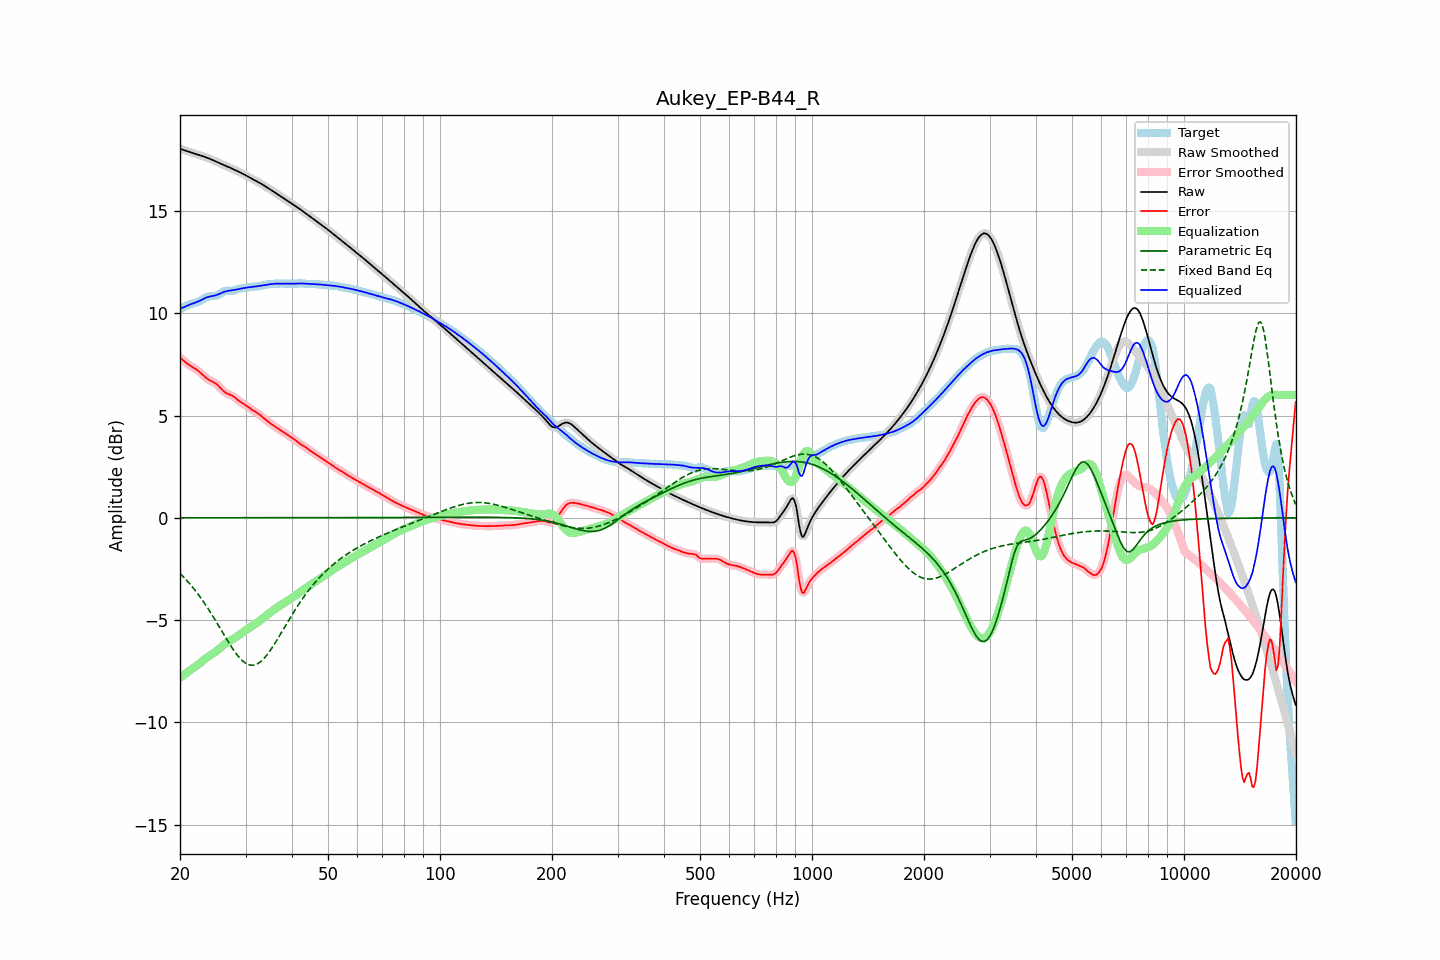 Aukey_EP-B44_R
Target
Raw Smoothed
Error Smoothed
Raw
Error
Equalization
Parametric Eq
Fixed Band Eq
Equalized
Amplitude (dBr)
15
10
5
0
−5
−10
−15
20 50 100 200 500 1000 2000 5000 10000 20000
Frequency (Hz)